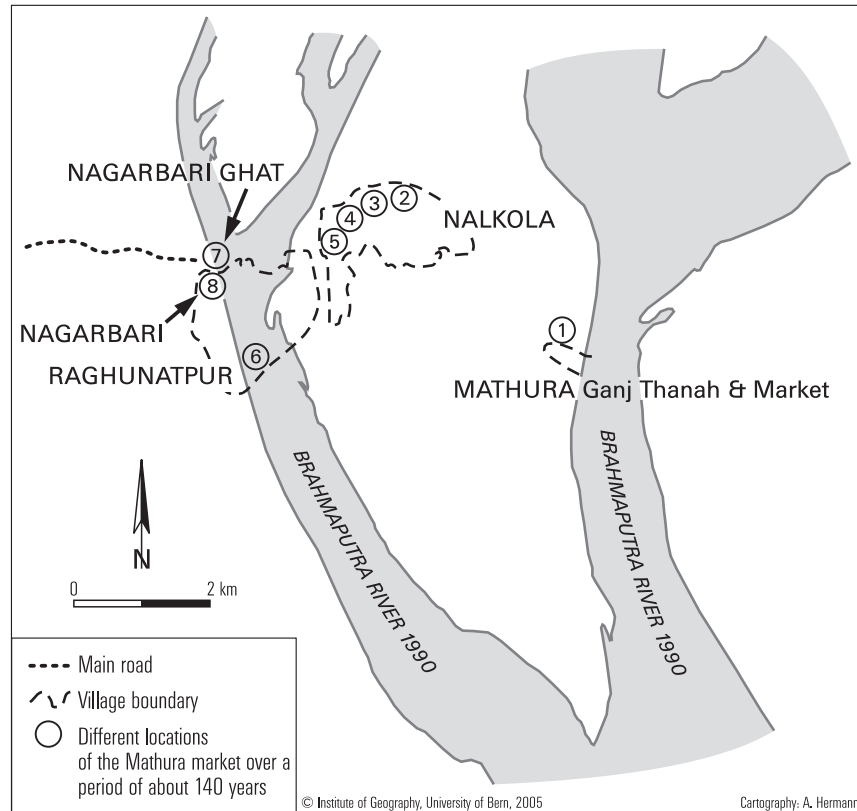 NAGARBARI GHAT
2
3
4
5
NALKOLA
7
8
NAGARBARI
1
6
RAGHUNATPUR
MATHURA Ganj Thanah & Market
BRAHMAPUTRA RIVER 1990
BRAHMAPUTRA RIVER 1990
N
0 2 km
Main road
Village boundary
Different locations
of the Mathura market over a
period of about 140 years
© Institute of Geography, University of Bern, 2005
Cartography: A. Hermann